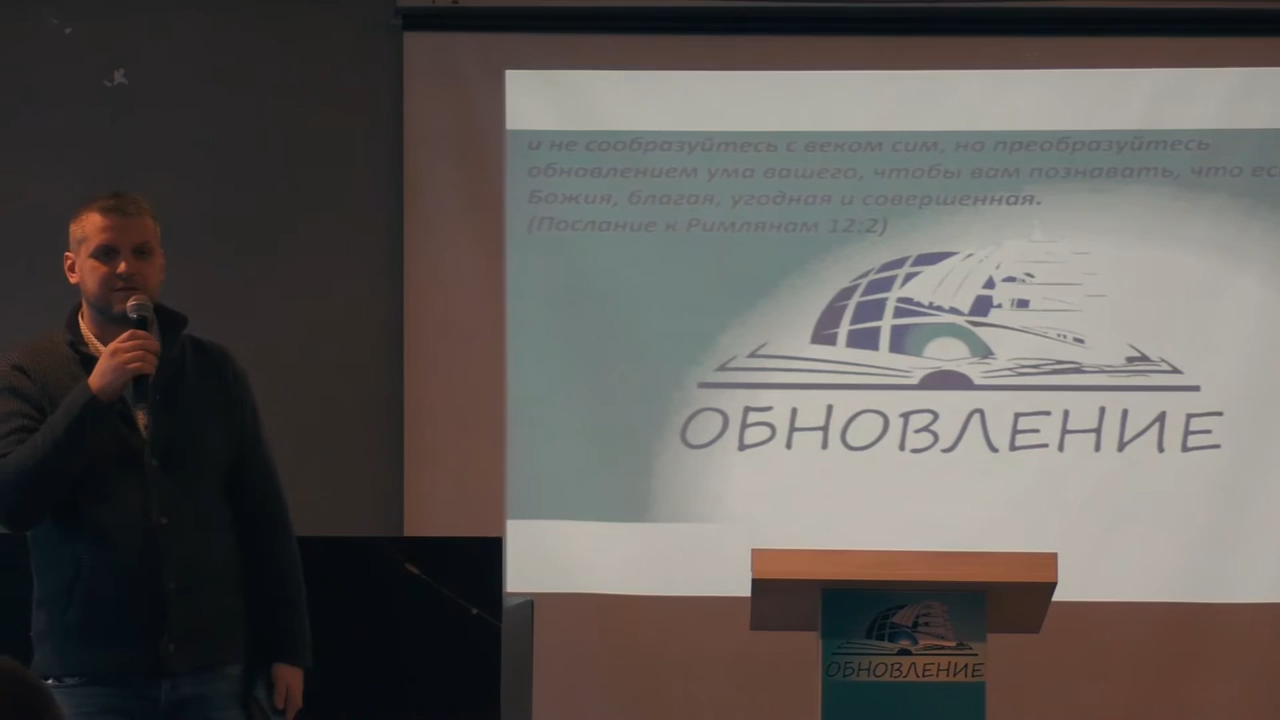 и не сообразуйтесь с веком сим, но преобразуйтесь
обновлением ума вашего, чтобы вам познавать, что
Божия, благая, угодная и совершенная.
(Послание к Римлянам 12:2)
ОБНОВЛЕНИЕ
ОБНОВЛЕНИЕ